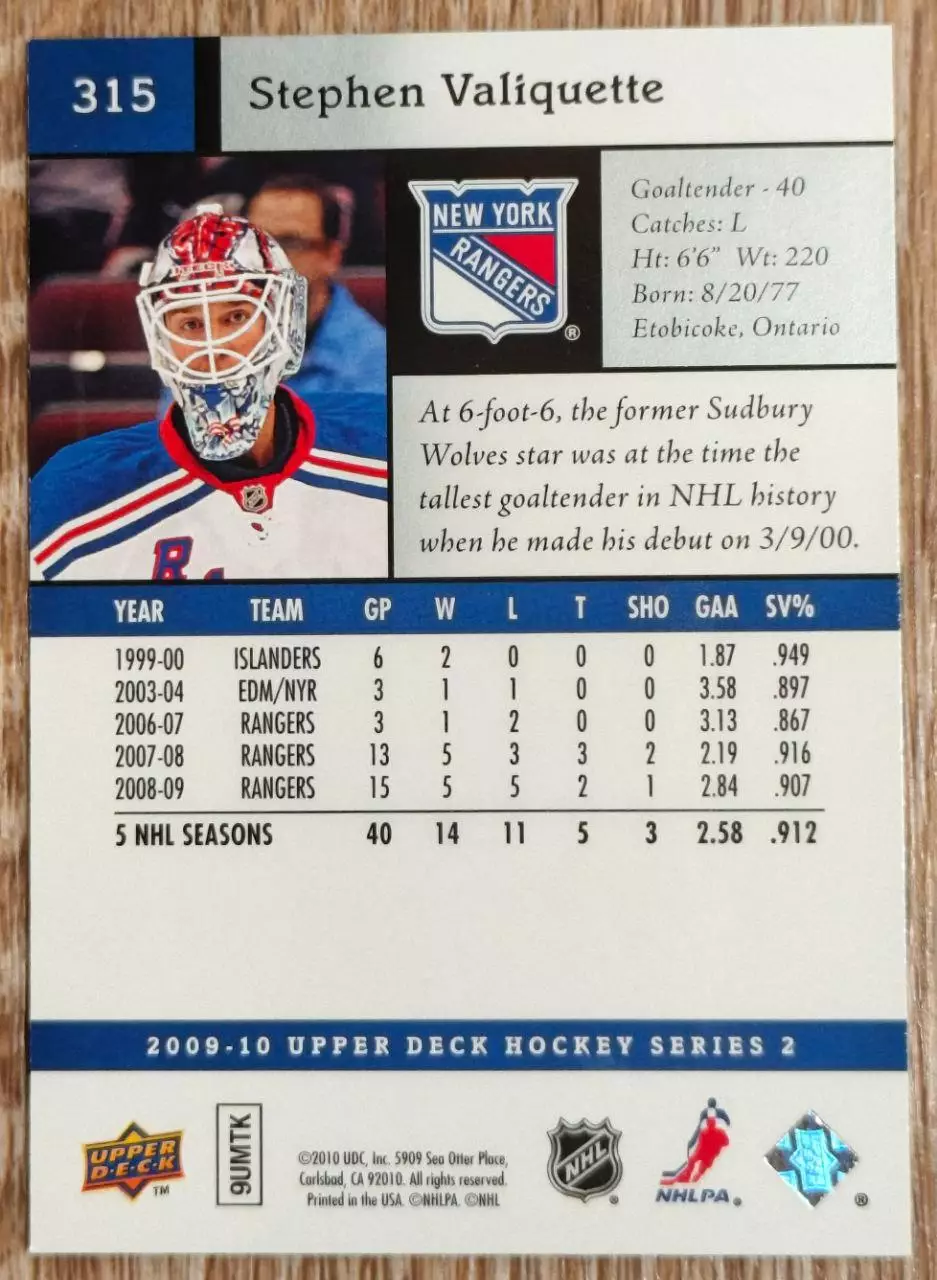 315
Stephen Valiquette
NEW YORK
RANGERS
®
Goaltender - 40
Catches: L
Ht: 6'6" Wt: 220
Born: 8/20/77
Etobicoke, Ontario
At 6-foot-6, the former Sudbury
Wolves star was at the time the
tallest goaltender in NHL history
when he made his debut on 3/9/00.
YEAR TEAM GP W L T SHO GAA SV%
1999-00 ISLANDERS 6 2 0 0 0 1.87 .949
2003-04 EDM/NYR 3 1 1 0 0 3.58 .897
2006-07 RANGERS 3 1 2 0 0 3.13 .867
2007-08 RANGERS 13 5 3 3 2 2.19 .916
2008-09 RANGERS 15 5 5 2 1 2.84 .907
5 NHL SEASONS 40 14 11 5 3 2.58 .912
2009-10 UPPER DECK HOCKEY SERIES 2
UPPER
D·E·C·K
TM
9UMTK
©2010 UDC, Inc. 5909 Sea Otter Place,
Carlsbad, CA 92010. All rights reserved.
Printed in the USA. ©NHLPA. ©NHL
NHL
®
NHLPA®
®